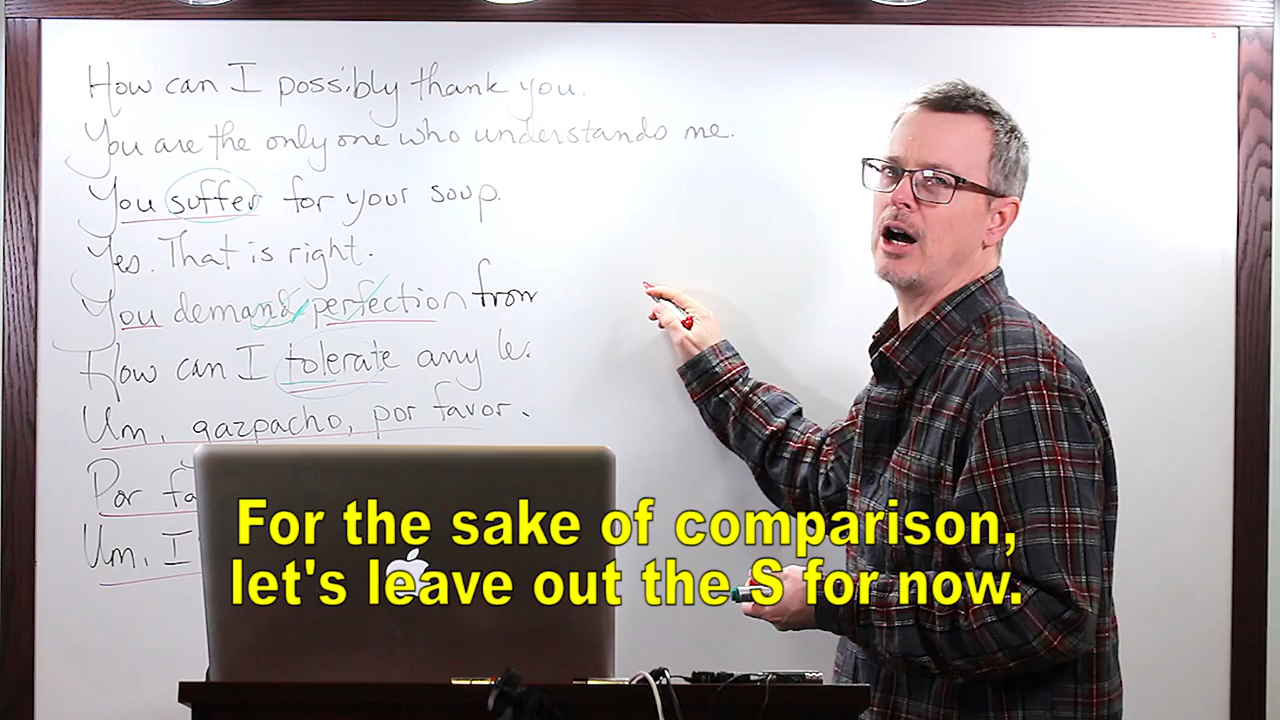 How can I possibly thank you.
You are the only one who understands me.
You suffer for your soup.
Yes. That is right.
You demand perfection from
How can I tolerate any le.
Um, gazpacho, por favor.
Por fa
Um, I
For the sake of comparison,
let's leave out the S for now.